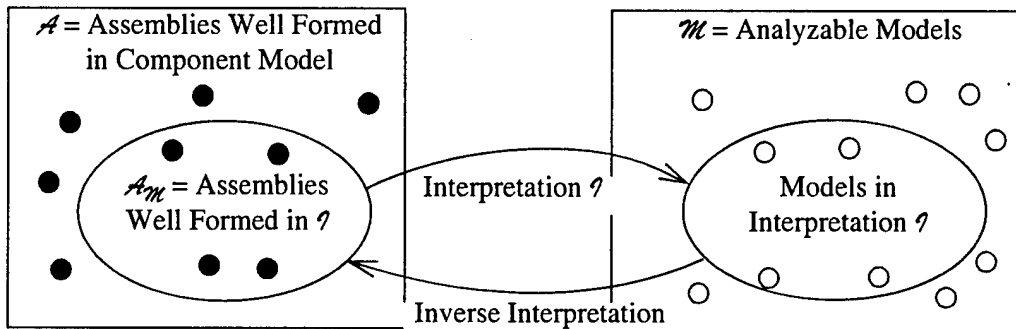 𝒜 = Assemblies Well Formed
in Component Model
𝒜ℳ = Assemblies
Well Formed in ℐ
Interpretation ℐ
Inverse Interpretation
ℳ = Analyzable Models
Models in
Interpretation ℐ